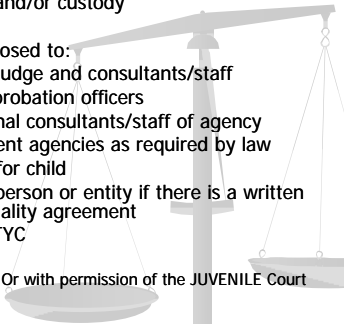 and/or custody
osed to:
udge and consultants/staff
probation officers
nal consultants/staff of agency
ent agencies as required by law
for child
person or entity if there is a written
ality agreement
TYC
Or with permission of the JUVENILE Court